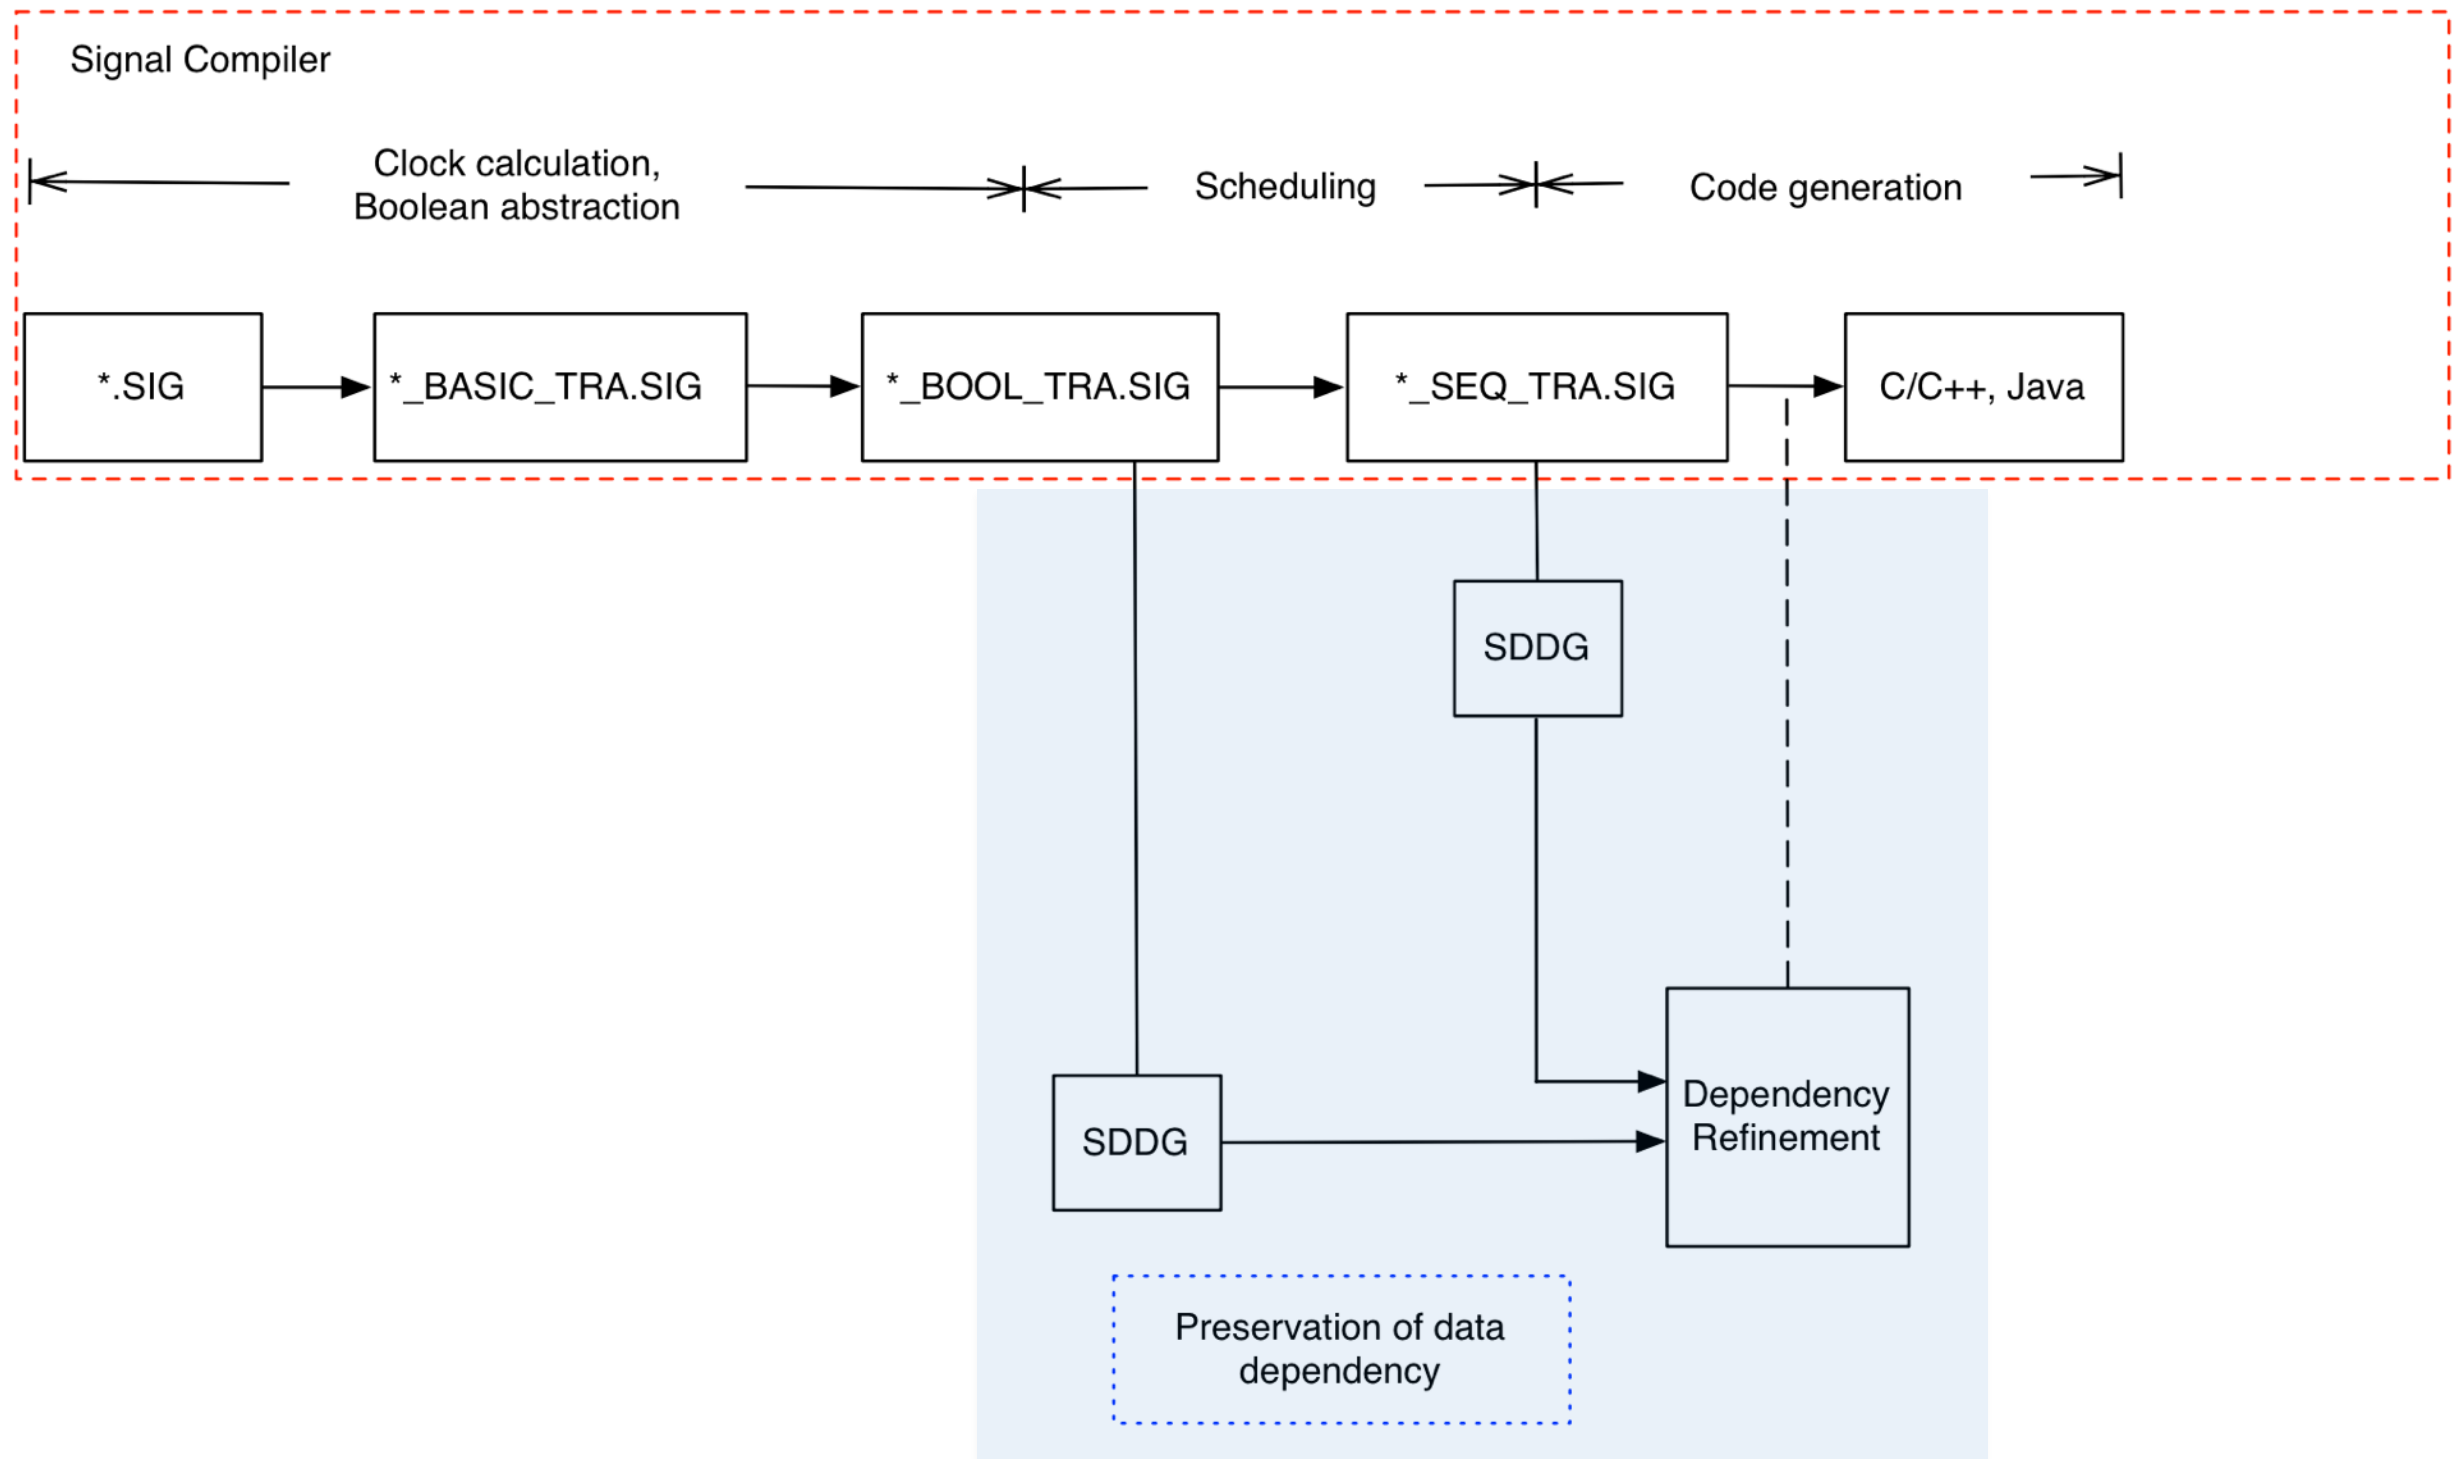 Signal Compiler
Clock calculation,
Boolean abstraction
Scheduling
Code generation
*.SIG
*_BASIC_TRA.SIG
*_BOOL_TRA.SIG
*_SEQ_TRA.SIG
C/C++, Java
SDDG
SDDG
Dependency
Refinement
Preservation of data
dependency